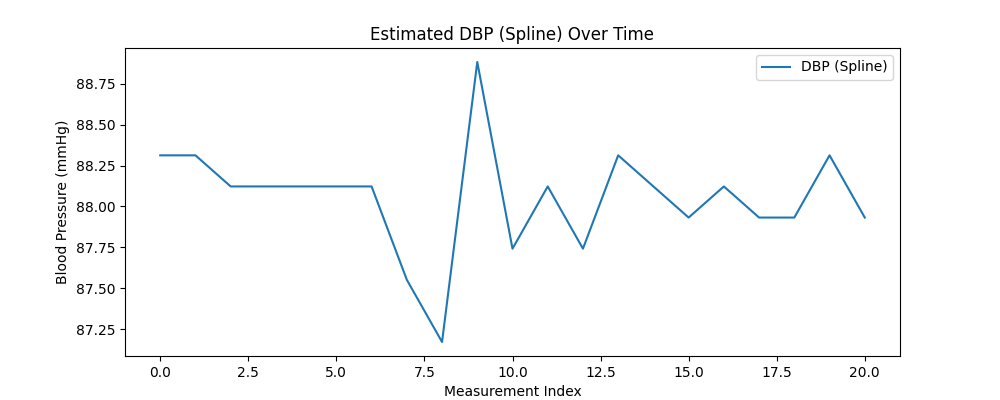 Estimated DBP (Spline) Over Time
DBP (Spline)
Blood Pressure (mmHg)
88.75
88.50
88.25
88.00
87.75
87.50
87.25
0.0 2.5 5.0 7.5 10.0 12.5 15.0 17.5 20.0
Measurement Index